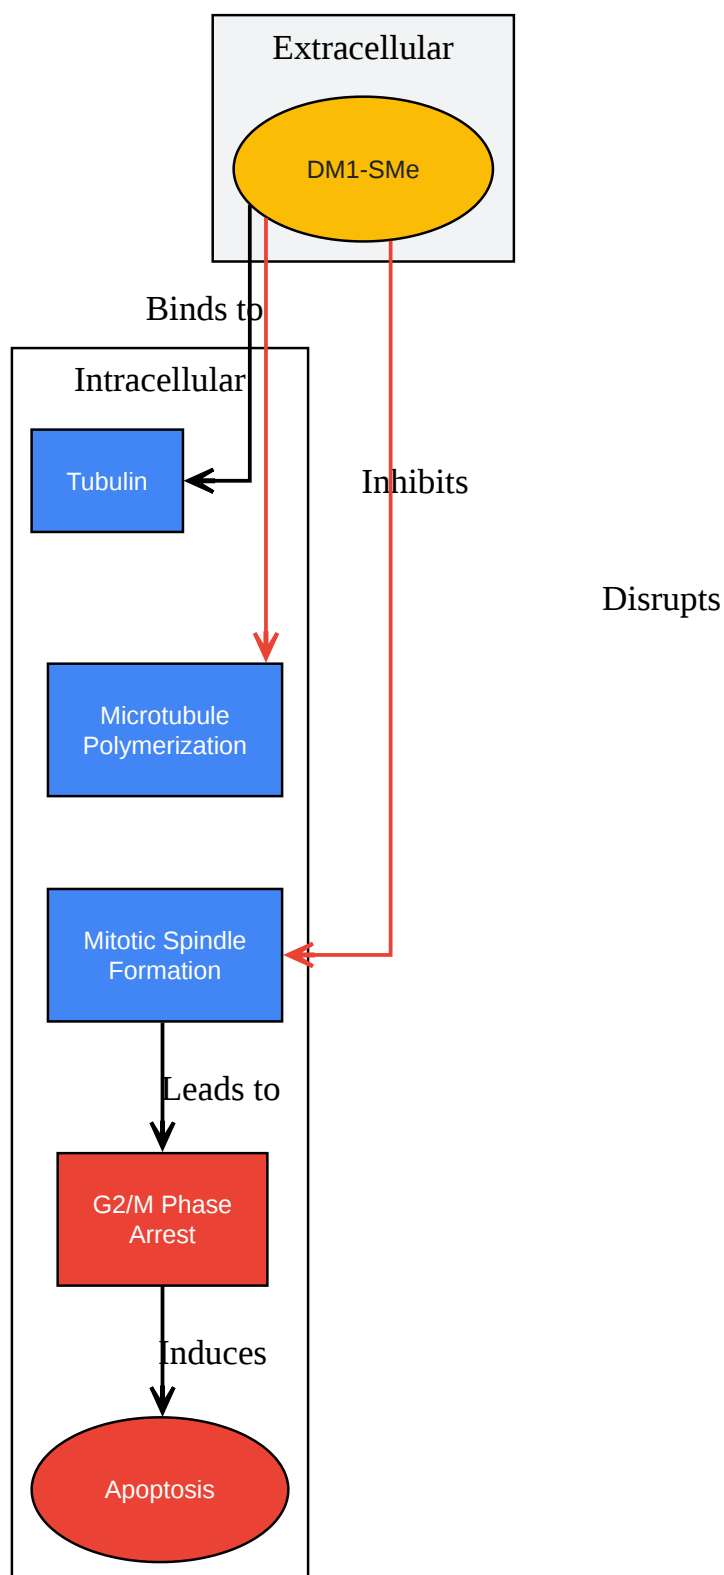 Extracellular
DM1-SMe
Binds to
Intracellular
Tubulin
Inhibits
Disrupts
Microtubule
Polymerization
Mitotic Spindle
Formation
Leads to
G2/M Phase
Arrest
Induces
Apoptosis